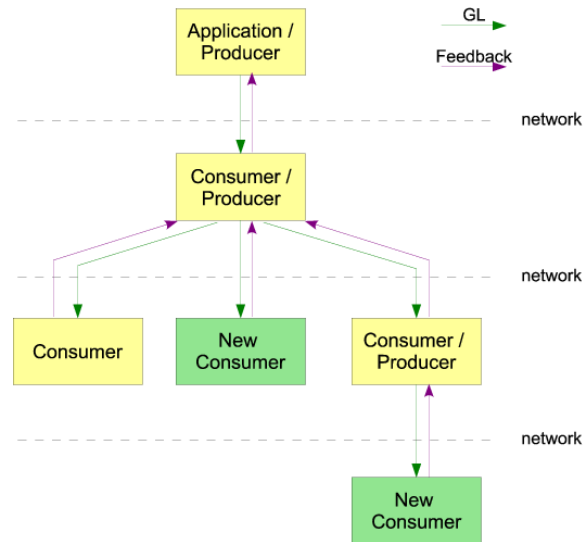 GL
Feedback
Application /
Producer
network
Consumer /
Producer
network
Consumer
New
Consumer
Consumer /
Producer
network
New
Consumer